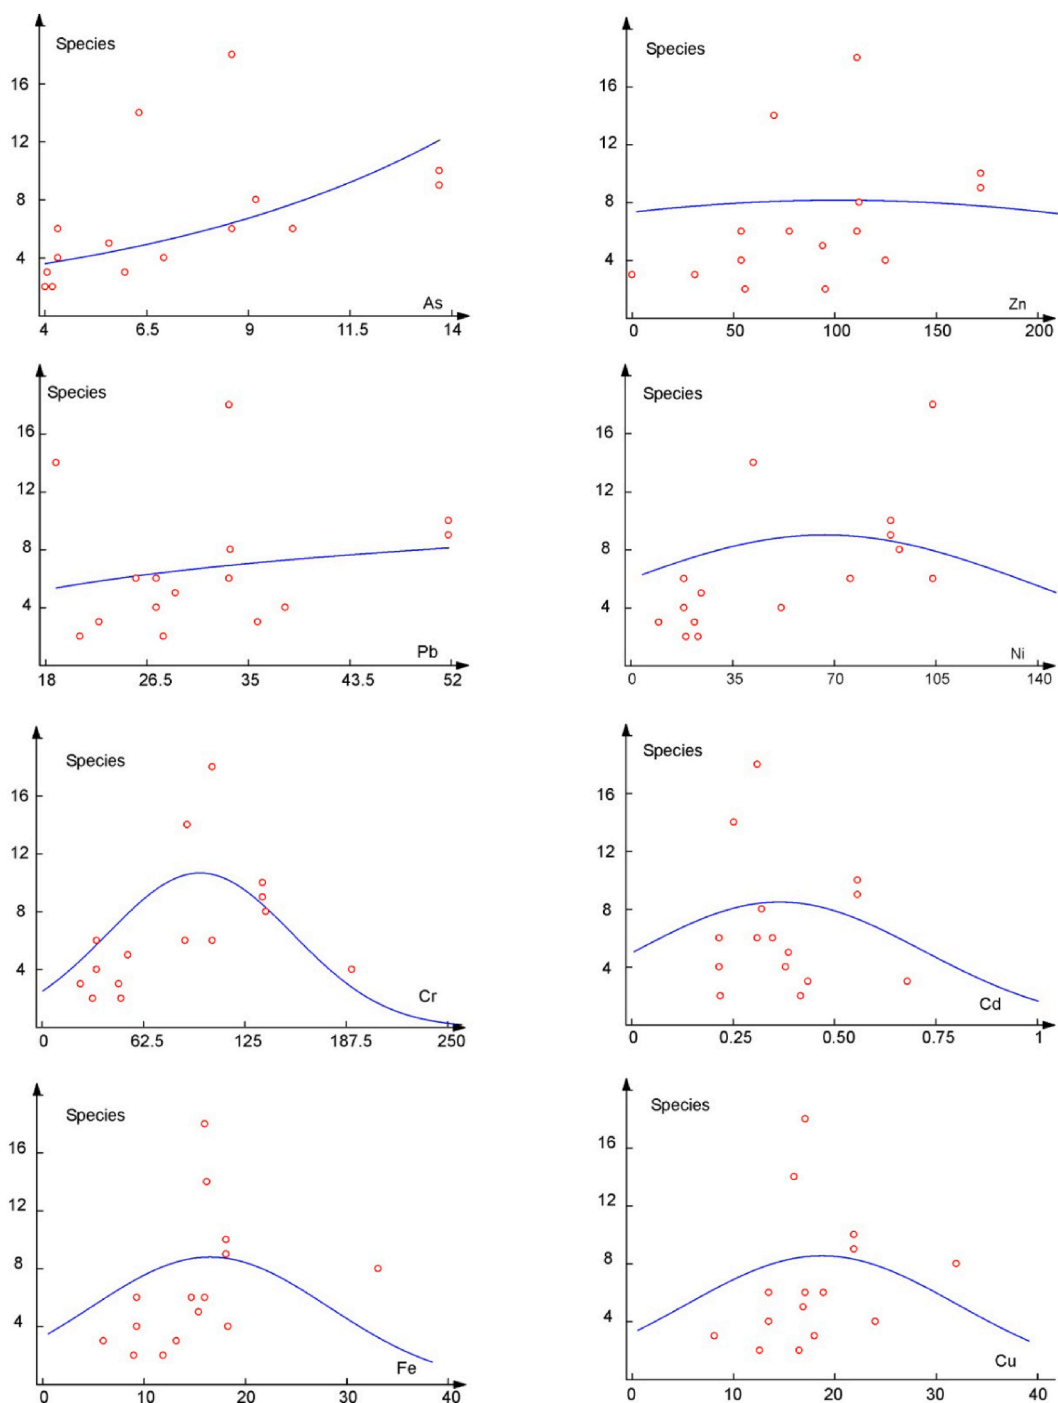 Species
16
12
8
4
As
4 6.5 9 11.5 14
Species
16
12
8
4
Zn
0 50 100 150 200
Species
16
12
8
4
Pb
18 26.5 35 43.5 52
Species
16
12
8
4
Ni
0 35 70 105 140
Species
16
12
8
4
Cr
0 62.5 125 187.5 250
Species
16
12
8
4
Cd
0 0.25 0.50 0.75 1
Species
16
12
8
4
Fe
0 10 20 30 40
Species
16
12
8
4
Cu
0 10 20 30 40